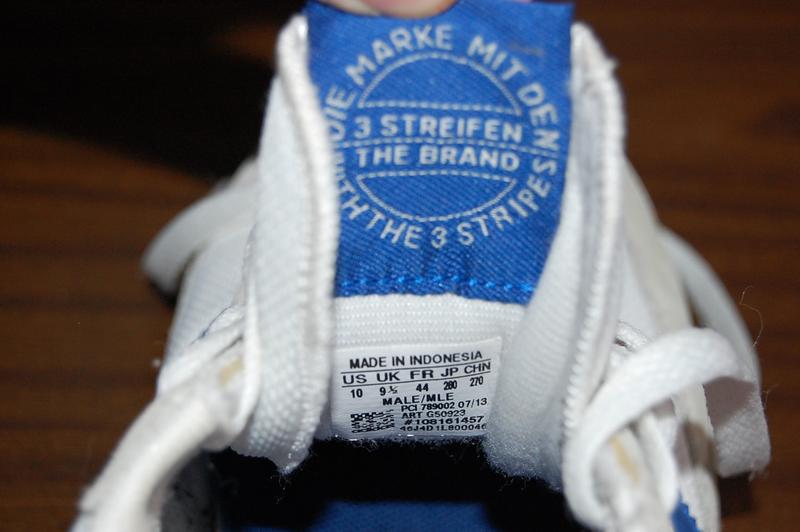 DIE MARKE MIT DEN
3 STREIFEN
THE BRAND
WITH THE 3 STRIPES
MADE IN INDONESIA
US UK FR JP CHN
10 9½ 44 280 270
MALE/MLE
PCI 789002 07/13
ART G50923
#108161457
46J4D1L800046